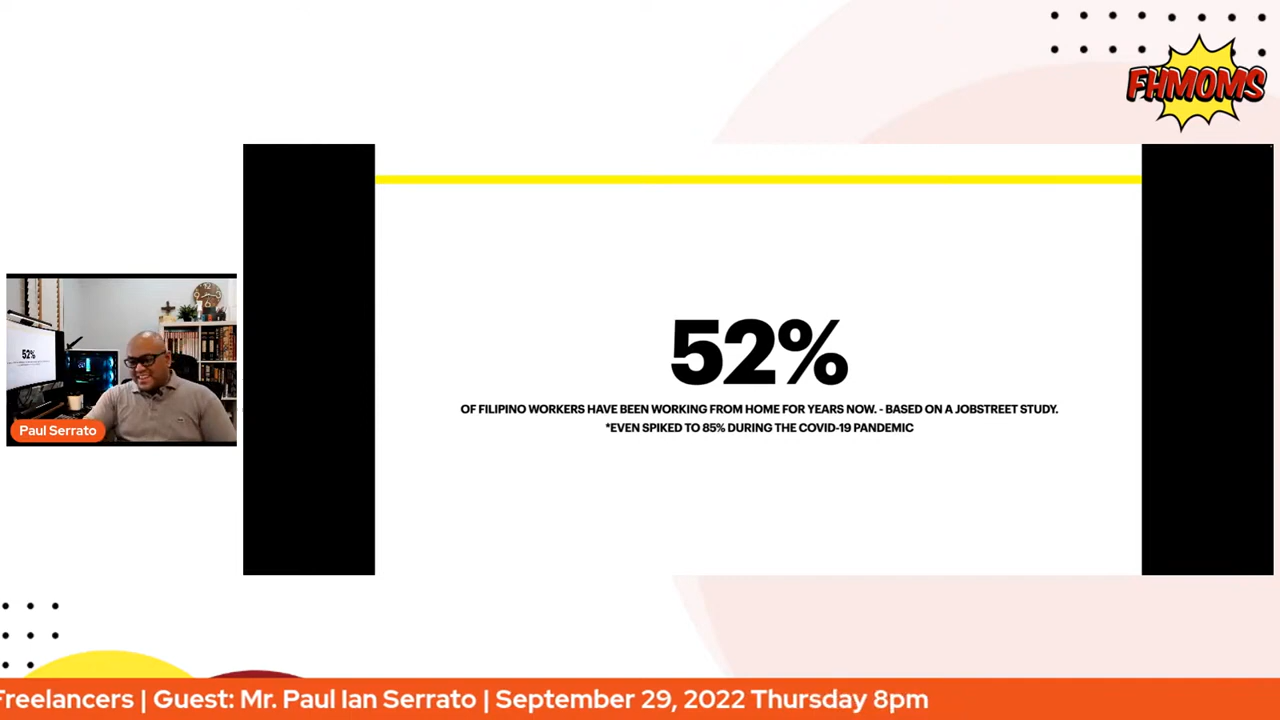 FHMOMS
52%
OF FILIPINO WORKERS HAVE BEEN WORKING FROM HOME FOR YEARS NOW. - BASED ON A JOBSTREET STUDY.
*EVEN SPIKED TO 85% DURING THE COVID-19 PANDEMIC
52%
Paul Serrato
Freelancers | Guest: Mr. Paul Ian Serrato | September 29, 2022 Thursday 8pm